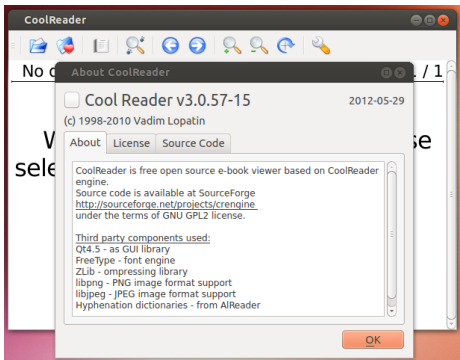 CoolReader
No
/ 1
About CoolReader
Cool Reader v3.0.57-15
2012-05-29
(c) 1998-2010 Vadim Lopatin
About License Source Code
CoolReader is free open source e-book viewer based on CoolReader
engine.
Source code is available at SourceForge
http://sourceforge.net/projects/crengine
under the terms of GNU GPL2 license.
Third party components used:
Qt4.5 - as GUI library
FreeType - font engine
ZLib - ompressing library
libpng - PNG image format support
libjpeg - JPEG image format support
Hyphenation dictionaries - from AlReader
OK